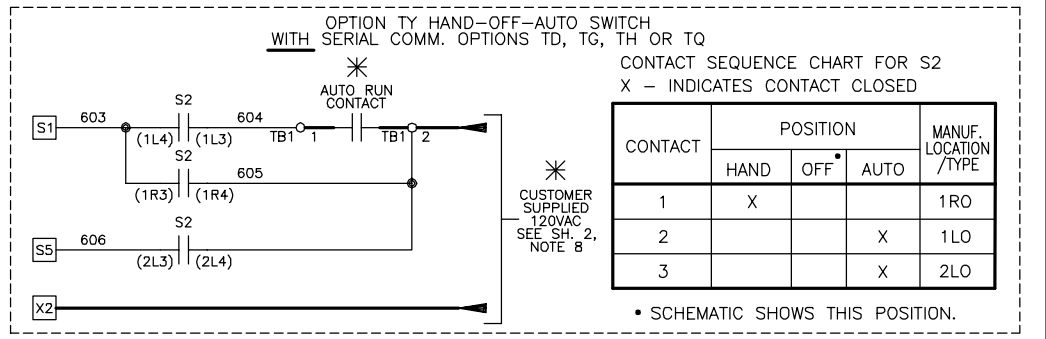 OPTION TY HAND-OFF-AUTO SWITCH
WITH SERIAL COMM. OPTIONS TD, TG, TH OR TQ
AUTO RUN
CONTACT
S1
603
S2
(1L4)
(1L3)
604
TB1
1
TB1
2
S2
(1R3)
(1R4)
605
S5
606
S2
(2L3)
(2L4)
X2
CUSTOMER
SUPPLIED
120VAC
SEE SH. 2,
NOTE 8
CONTACT SEQUENCE CHART FOR S2
X - INDICATES CONTACT CLOSED
CONTACT
POSITION
MANUF.
LOCATION
/TYPE
HAND
OFF•
AUTO
1 X 1RO
2 X 1LO
3 X 2LO
• SCHEMATIC SHOWS THIS POSITION.